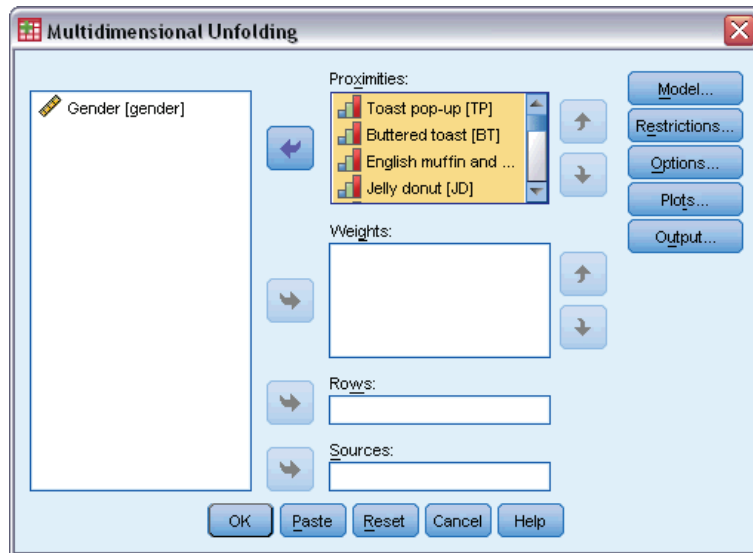 Multidimensional Unfolding
Gender [gender]
Proximities:
Toast pop-up [TP]
Buttered toast [BT]
English muffin and ...
Jelly donut [JD]
Weights:
Rows:
Sources:
Model...
Restrictions...
Options...
Plots...
Output...
OK
Paste
Reset
Cancel
Help